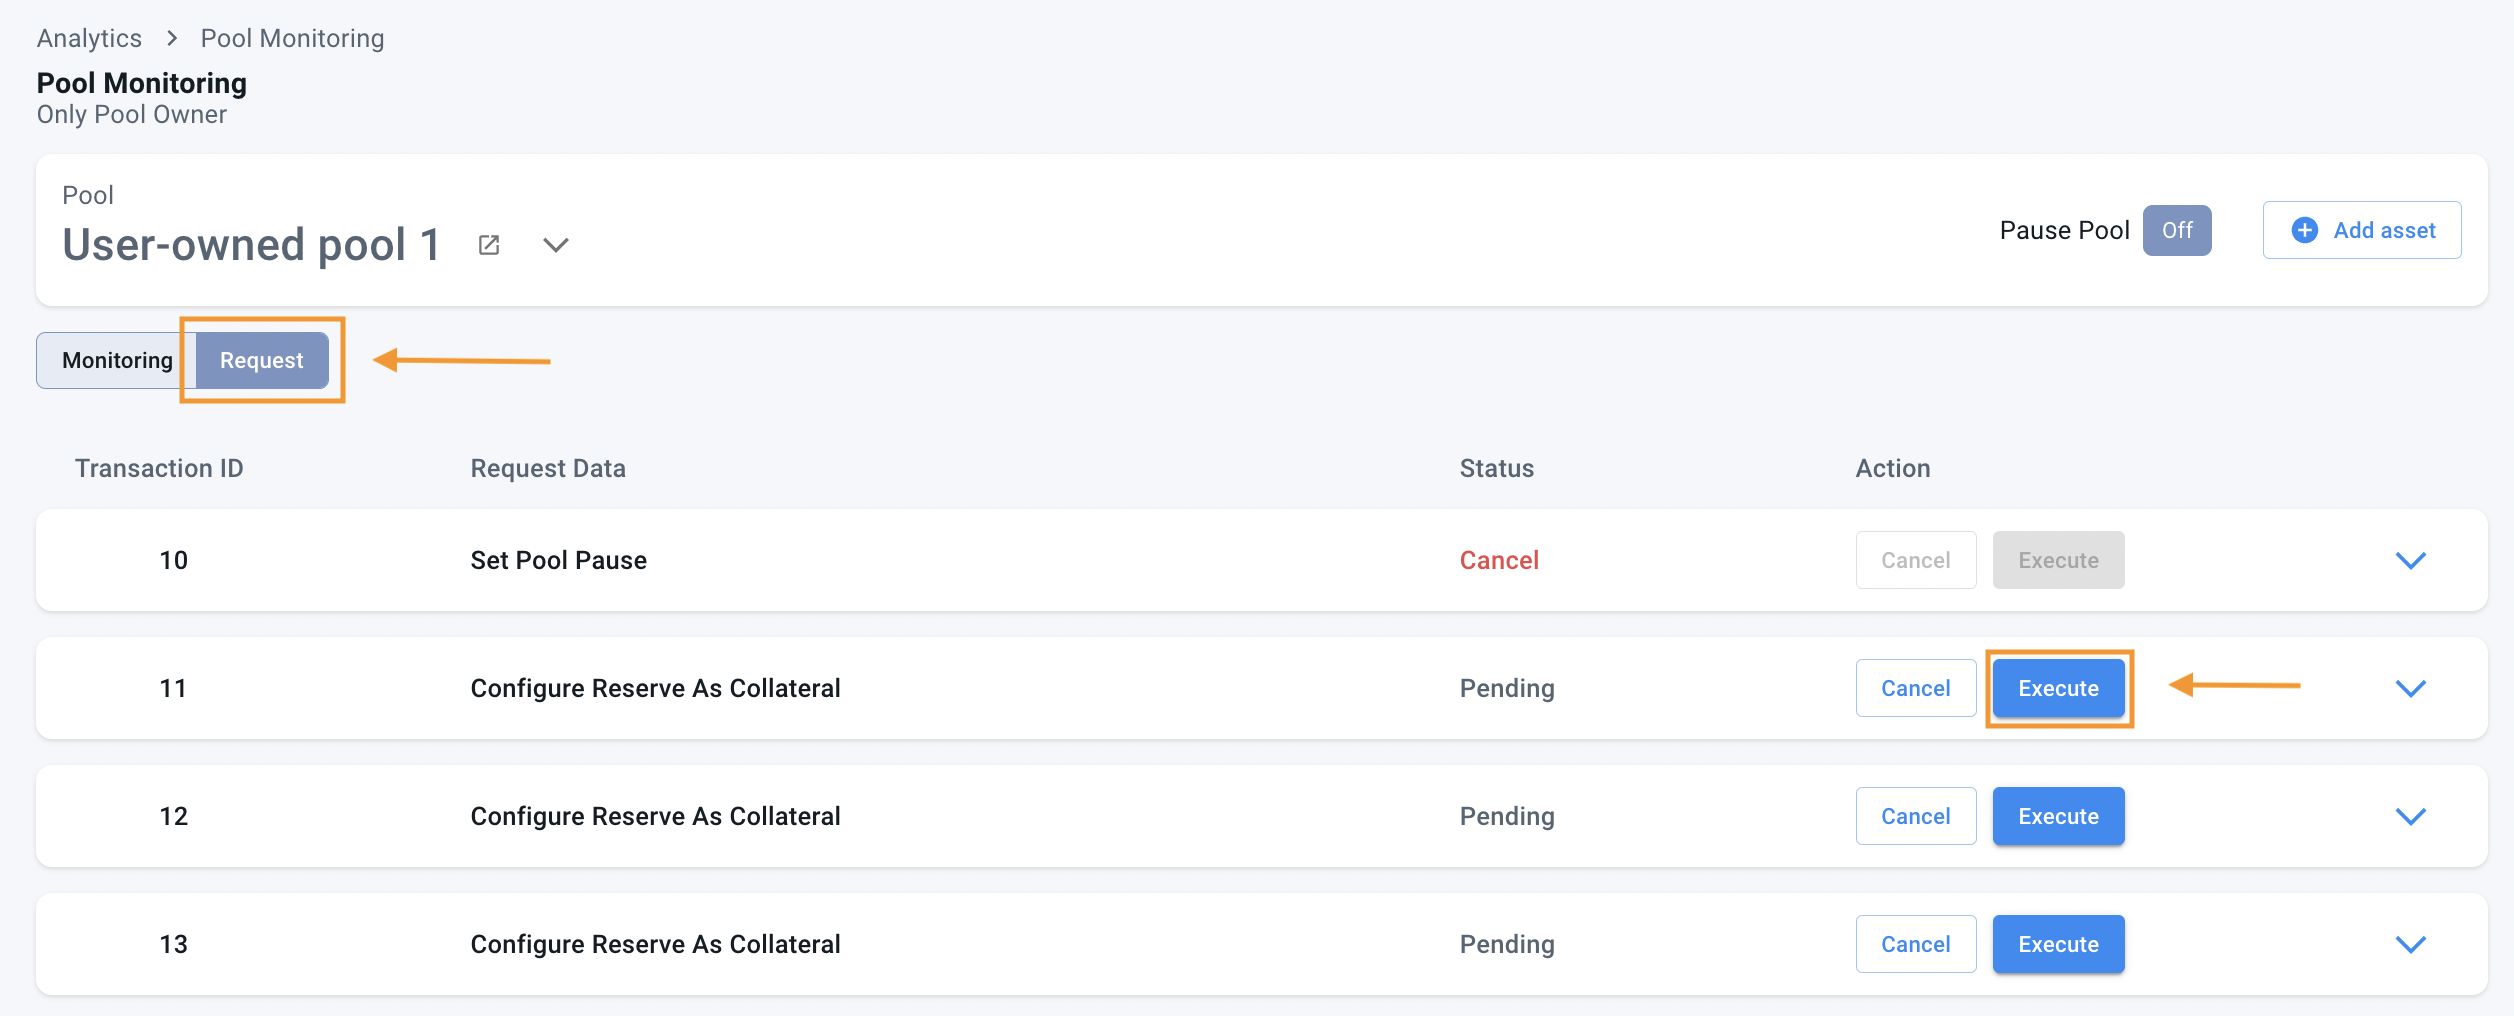 Analytics > Pool Monitoring
Pool Monitoring
Only Pool Owner
Pool
User-owned pool 1
Pause Pool Off Add asset
Monitoring Request
Transaction ID Request Data Status Action
10 Set Pool Pause Cancel Cancel Execute
11 Configure Reserve As Collateral Pending Cancel Execute
12 Configure Reserve As Collateral Pending Cancel Execute
13 Configure Reserve As Collateral Pending Cancel Execute